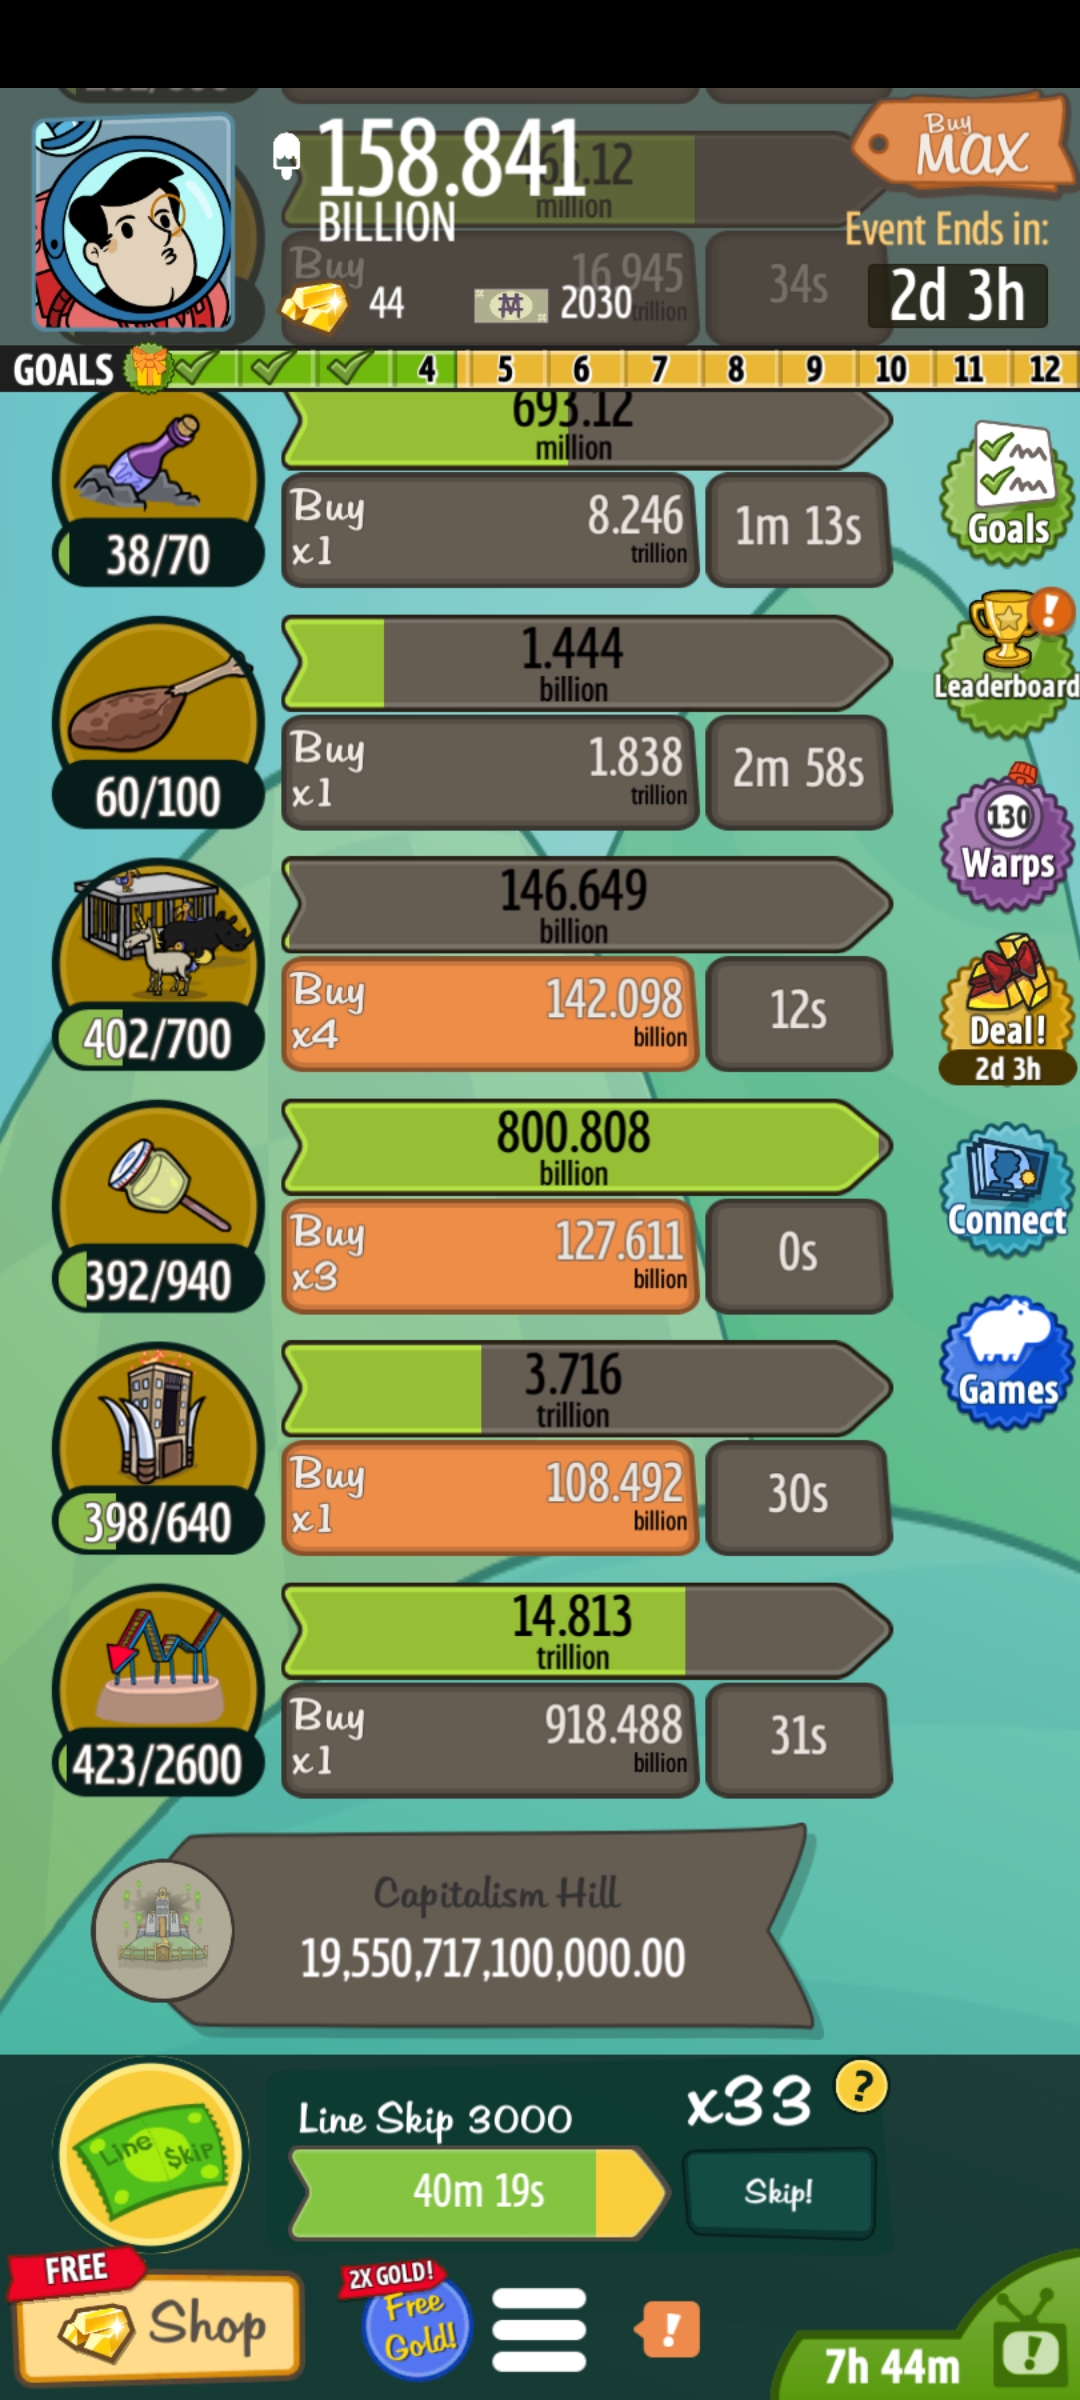 158.841
BILLION
.12
million
Buy
MAX
Event Ends in:
2d 3h
Buy
16.945
trillion
34s
44
2030
GOALS 4 5 6 7 8 9 10 11 12
693.12
million
Buy
x1
8.246
trillion
1m 13s
38/70
Goals
1.444
billion
Buy
x1
1.838
trillion
2m 58s
60/100
Leaderboard
!
146.649
billion
Buy
x4
142.098
billion
12s
402/700
130
Warps
Deal!
2d 3h
800.808
billion
Buy
x3
127.611
billion
0s
392/940
Connect
3.716
trillion
Buy
x1
108.492
billion
30s
398/640
Games
14.813
trillion
Buy
x1
918.488
billion
31s
423/2600
Capitalism Hill
19,550,717,100,000.00
Line $kip
Line Skip 3000
x33
?
40m 19s
Skip!
FREE
Shop
2X GOLD!
Free
Gold!
!
7h 44m
!